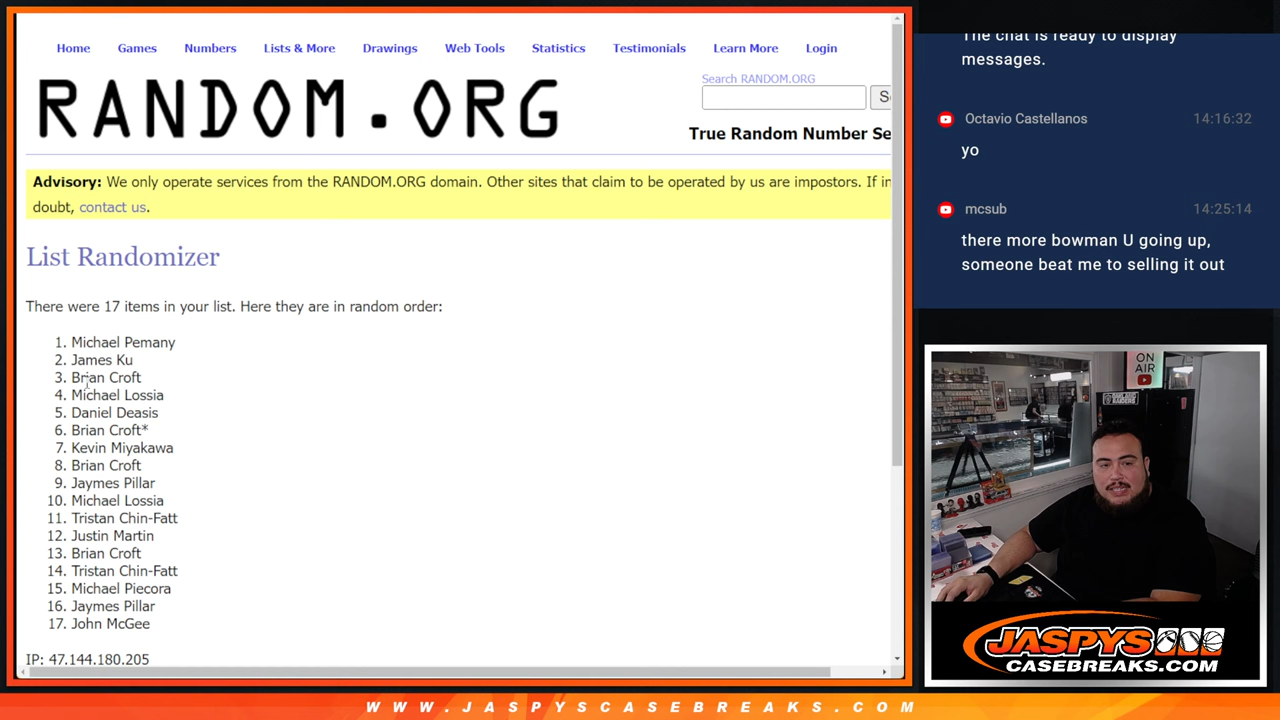 Home Games Numbers Lists & More Drawings Web Tools Statistics Testimonials Learn More Login
RANDOM.ORG
Search RANDOM.ORG
True Random Number Se
Advisory: We only operate services from the RANDOM.ORG domain. Other sites that claim to be operated by us are impostors. If in
doubt, contact us.
List Randomizer
There were 17 items in your list. Here they are in random order:
1. Michael Pemany
2. James Ku
3. Brian Croft
4. Michael Lossia
5. Daniel Deasis
6. Brian Croft*
7. Kevin Miyakawa
8. Brian Croft
9. Jaymes Pillar
10. Michael Lossia
11. Tristan Chin-Fatt
12. Justin Martin
13. Brian Croft
14. Tristan Chin-Fatt
15. Michael Piecora
16. Jaymes Pillar
17. John McGee
IP: 47.144.180.205
The chat is ready to display
messages.
Octavio Castellanos 14:16:32
yo
mcsub 14:25:14
there more bowman U going up,
someone beat me to selling it out
ON
AIR
JASPYS
CASEBREAKS.COM
WWW.JASPYSCASEBREAKS.COM